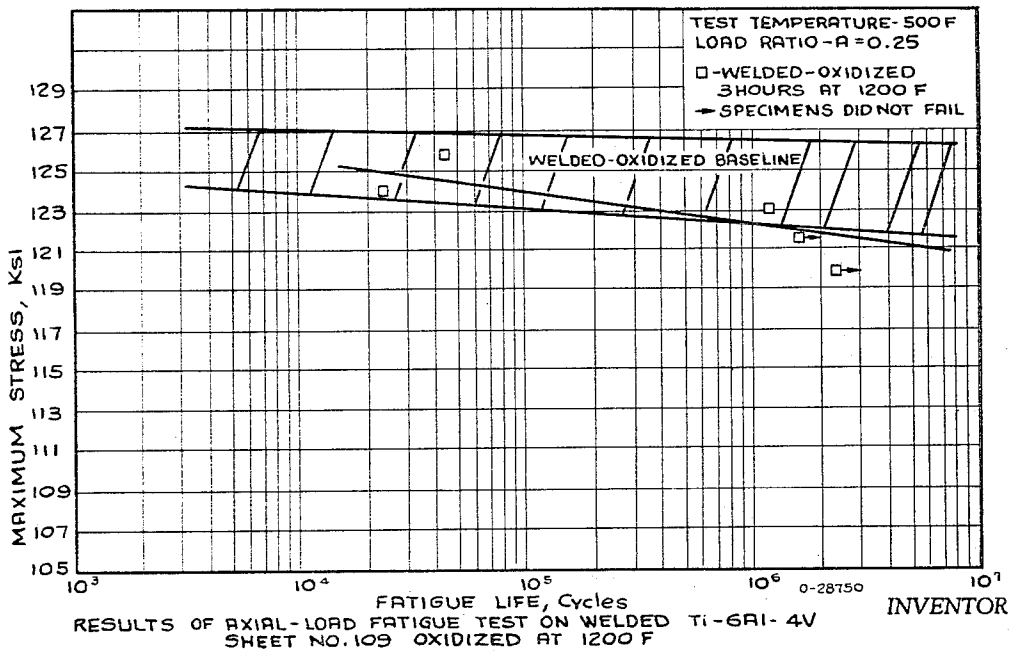 TEST TEMPERATURE-500F
LOAD RATIO-A=0.25
□-WELDED-OXIDIZED
3HOURS AT 1200 F
→ SPECIMENS DID NOT FAIL
WELDED-OXIDIZED BASELINE
MAXIMUM STRESS, Ksi
129
127
125
123
121
119
117
115
113
111
109
107
105
10³
10⁴
10⁵
10⁶
10⁷
0-28750
FATIGUE LIFE, Cycles
INVENTOR
RESULTS OF AXIAL-LOAD FATIGUE TEST ON WELDED Ti-6Al-4V
SHEET NO.109 OXIDIZED AT 1200 F